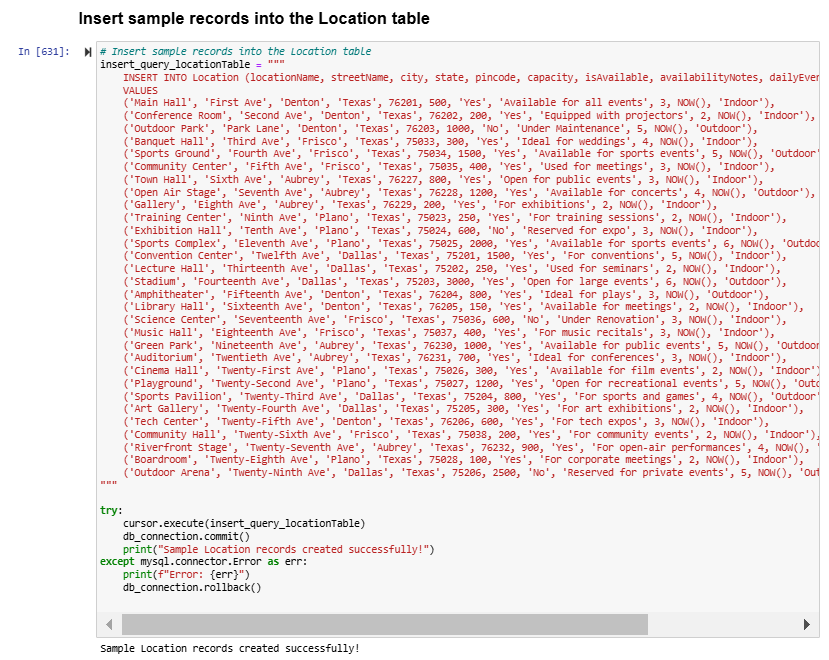 Insert sample records into the Location table
In [631]:
# Insert sample records into the Location table
insert_query_locationTable = """
INSERT INTO Location (locationName, streetName, city, state, pincode, capacity, isAvailable, availabilityNotes, dailyEven
VALUES
('Main Hall', 'First Ave', 'Denton', 'Texas', 76201, 500, 'Yes', 'Available for all events', 3, NOW(), 'Indoor'),
('Conference Room', 'Second Ave', 'Denton', 'Texas', 76202, 200, 'Yes', 'Equipped with projectors', 2, NOW(), 'Indoor'),
('Outdoor Park', 'Park Lane', 'Denton', 'Texas', 76203, 1000, 'No', 'Under Maintenance', 5, NOW(), 'Outdoor'),
('Banquet Hall', 'Third Ave', 'Frisco', 'Texas', 75033, 300, 'Yes', 'Ideal for weddings', 4, NOW(), 'Indoor'),
('Sports Ground', 'Fourth Ave', 'Frisco', 'Texas', 75034, 1500, 'Yes', 'Available for sports events', 5, NOW(), 'Outdoor'
('Community Center', 'Fifth Ave', 'Frisco', 'Texas', 75035, 400, 'Yes', 'Used for meetings', 3, NOW(), 'Indoor'),
('Town Hall', 'Sixth Ave', 'Aubrey', 'Texas', 76227, 800, 'Yes', 'Open for public events', 3, NOW(), 'Indoor'),
('Open Air Stage', 'Seventh Ave', 'Aubrey', 'Texas', 76228, 1200, 'Yes', 'Available for concerts', 4, NOW(), 'Outdoor'),
('Gallery', 'Eighth Ave', 'Aubrey', 'Texas', 76229, 200, 'Yes', 'For exhibitions', 2, NOW(), 'Indoor'),
('Training Center', 'Ninth Ave', 'Plano', 'Texas', 75023, 250, 'Yes', 'For training sessions', 2, NOW(), 'Indoor'),
('Exhibition Hall', 'Tenth Ave', 'Plano', 'Texas', 75024, 600, 'No', 'Reserved for expo', 3, NOW(), 'Indoor'),
('Sports Complex', 'Eleventh Ave', 'Plano', 'Texas', 75025, 2000, 'Yes', 'Available for sports events', 6, NOW(), 'Outdoo
('Convention Center', 'Twelfth Ave', 'Dallas', 'Texas', 75201, 1500, 'Yes', 'For conventions', 5, NOW(), 'Indoor'),
('Lecture Hall', 'Thirteenth Ave', 'Dallas', 'Texas', 75202, 250, 'Yes', 'Used for seminars', 2, NOW(), 'Indoor'),
('Stadium', 'Fourteenth Ave', 'Dallas', 'Texas', 75203, 3000, 'Yes', 'Open for large events', 6, NOW(), 'Outdoor'),
('Amphitheater', 'Fifteenth Ave', 'Denton', 'Texas', 76204, 800, 'Yes', 'Ideal for plays', 3, NOW(), 'Outdoor'),
('Library Hall', 'Sixteenth Ave', 'Denton', 'Texas', 76205, 150, 'Yes', 'Available for meetings', 2, NOW(), 'Indoor'),
('Science Center', 'Seventeenth Ave', 'Frisco', 'Texas', 75036, 600, 'No', 'Under Renovation', 3, NOW(), 'Indoor'),
('Music Hall', 'Eighteenth Ave', 'Frisco', 'Texas', 75037, 400, 'Yes', 'For music recitals', 3, NOW(), 'Indoor'),
('Green Park', 'Nineteenth Ave', 'Aubrey', 'Texas', 76230, 1000, 'Yes', 'Available for public events', 5, NOW(), 'Outdoor
('Auditorium', 'Twentieth Ave', 'Aubrey', 'Texas', 76231, 700, 'Yes', 'Ideal for conferences', 3, NOW(), 'Indoor'),
('Cinema Hall', 'Twenty-First Ave', 'Plano', 'Texas', 75026, 300, 'Yes', 'Available for film events', 2, NOW(), 'Indoor')
('Playground', 'Twenty-Second Ave', 'Plano', 'Texas', 75027, 1200, 'Yes', 'Open for recreational events', 5, NOW(), 'Outd
('Sports Pavilion', 'Twenty-Third Ave', 'Dallas', 'Texas', 75204, 800, 'Yes', 'For sports and games', 4, NOW(), 'Outdoor'
('Art Gallery', 'Twenty-Fourth Ave', 'Dallas', 'Texas', 75205, 300, 'Yes', 'For art exhibitions', 2, NOW(), 'Indoor'),
('Tech Center', 'Twenty-Fifth Ave', 'Denton', 'Texas', 76206, 600, 'Yes', 'For tech expos', 3, NOW(), 'Indoor'),
('Community Hall', 'Twenty-Sixth Ave', 'Frisco', 'Texas', 75038, 200, 'Yes', 'For community events', 2, NOW(), 'Indoor'),
('Riverfront Stage', 'Twenty-Seventh Ave', 'Aubrey', 'Texas', 76232, 900, 'Yes', 'For open-air performances', 4, NOW(), '
('Boardroom', 'Twenty-Eighth Ave', 'Plano', 'Texas', 75028, 100, 'Yes', 'For corporate meetings', 2, NOW(), 'Indoor'),
('Outdoor Arena', 'Twenty-Ninth Ave', 'Dallas', 'Texas', 75206, 2500, 'No', 'Reserved for private events', 5, NOW(), 'Out
"""
try:
cursor.execute(insert_query_locationTable)
db_connection.commit()
print("Sample Location records created successfully!")
except mysql.connector.Error as err:
print(f"Error: {err}")
db_connection.rollback()
Sample Location records created successfully!